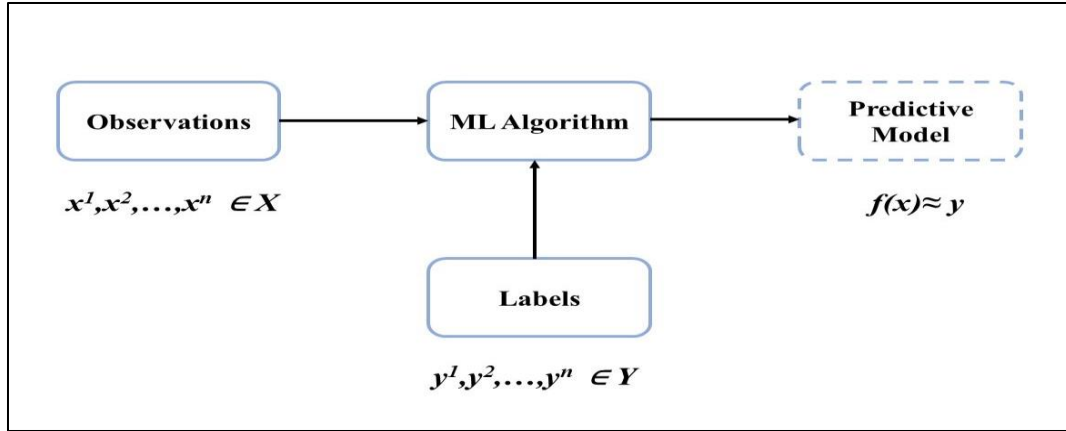 Observations
ML Algorithm
Predictive
Model
x¹,x²,...,xⁿ ∈ X
f(x)≈ y
Labels
y¹,y²,...,yⁿ ∈ Y